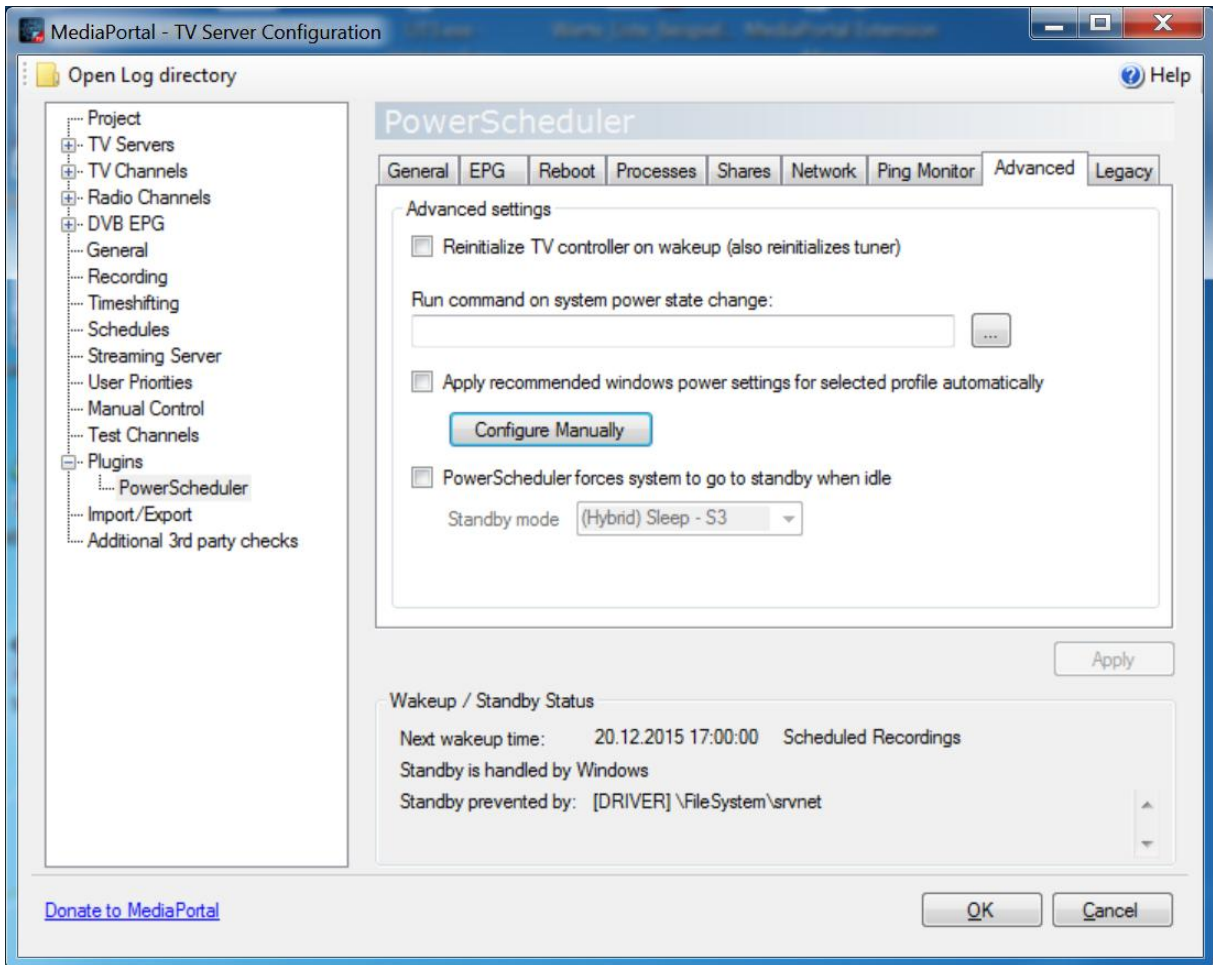 MediaPortal - TV Server Configuration
Open Log directory
Help
Project
TV Servers
TV Channels
Radio Channels
DVB EPG
General
Recording
Timeshifting
Schedules
Streaming Server
User Priorities
Manual Control
Test Channels
Plugins
PowerScheduler
Import/Export
Additional 3rd party checks
PowerScheduler
General EPG Reboot Processes Shares Network Ping Monitor Advanced Legacy
Advanced settings
Reinitialize TV controller on wakeup (also reinitializes tuner)
Run command on system power state change:
...
Apply recommended windows power settings for selected profile automatically
Configure Manually
PowerScheduler forces system to go to standby when idle
Standby mode (Hybrid) Sleep - S3
Apply
Wakeup / Standby Status
Next wakeup time: 20.12.2015 17:00:00 Scheduled Recordings
Standby is handled by Windows
Standby prevented by: [DRIVER] \FileSystem\srvnet
Donate to MediaPortal
OK Cancel